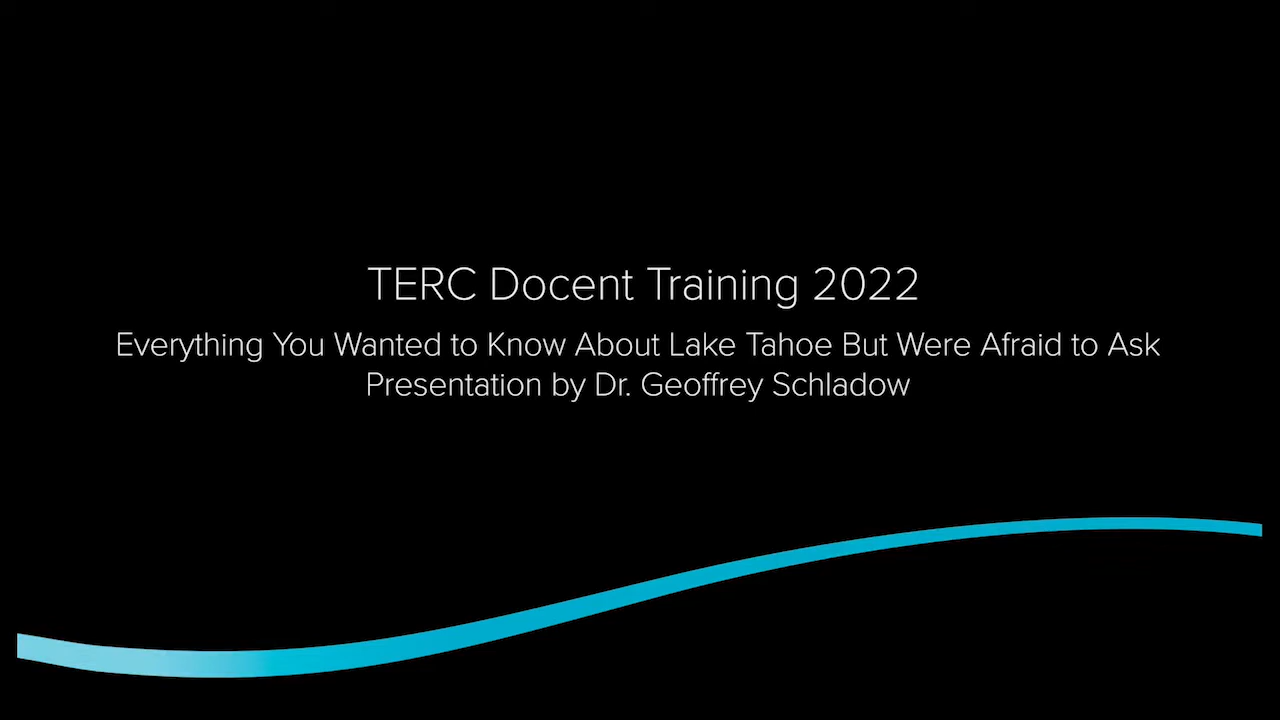 TERC Docent Training 2022
Everything You Wanted to Know About Lake Tahoe But Were Afraid to Ask
Presentation by Dr. Geoffrey Schladow